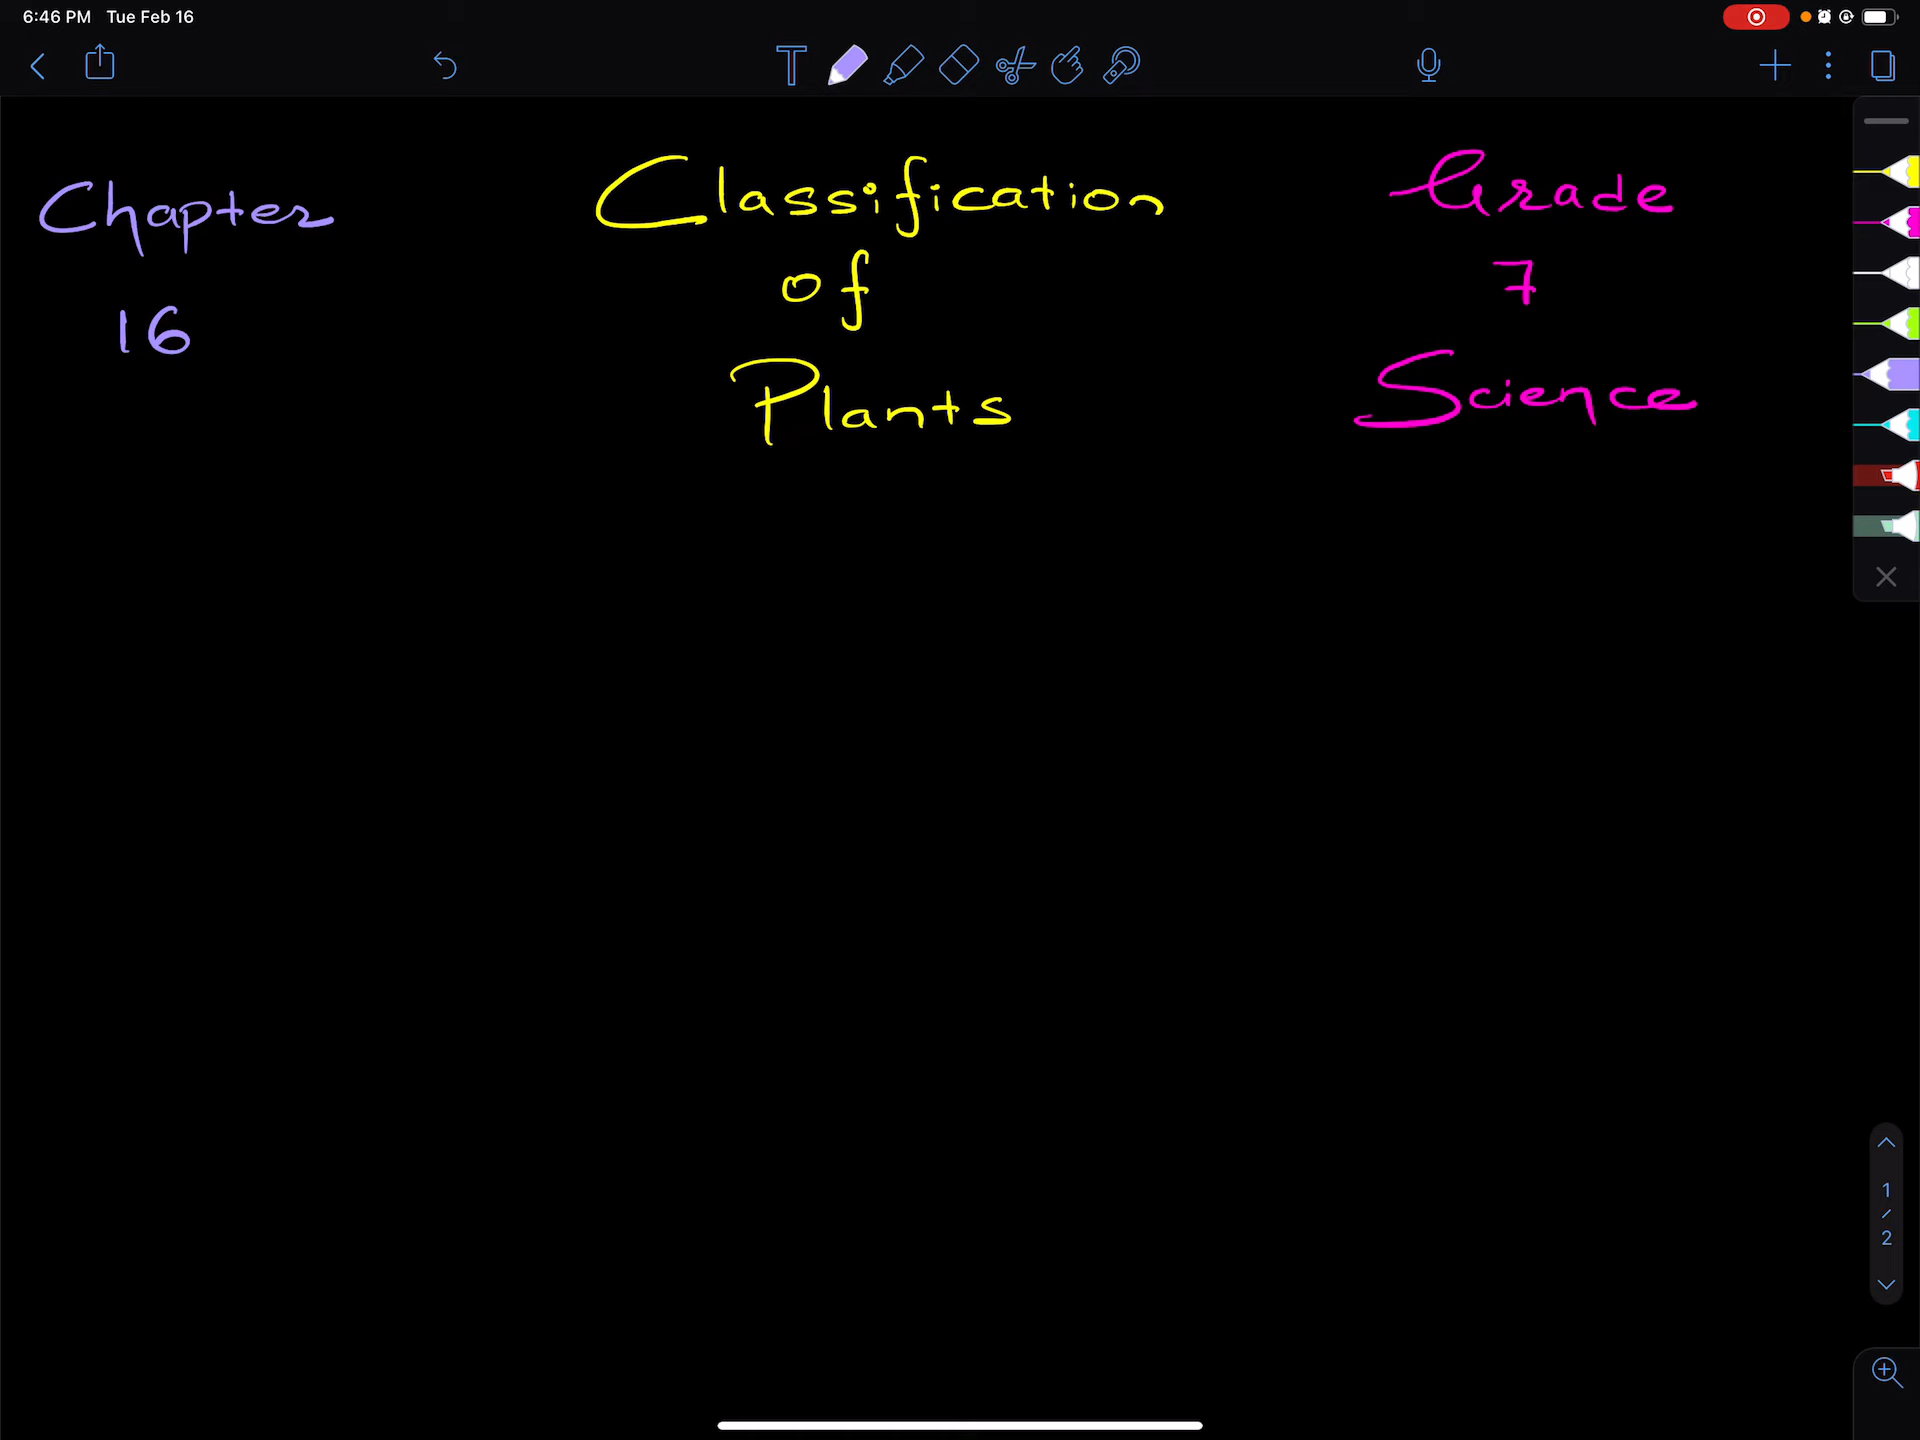 6:46 PM Tue Feb 16
Chapter
16
Classification
of
Plants
Grade
7
Science
1
/
2